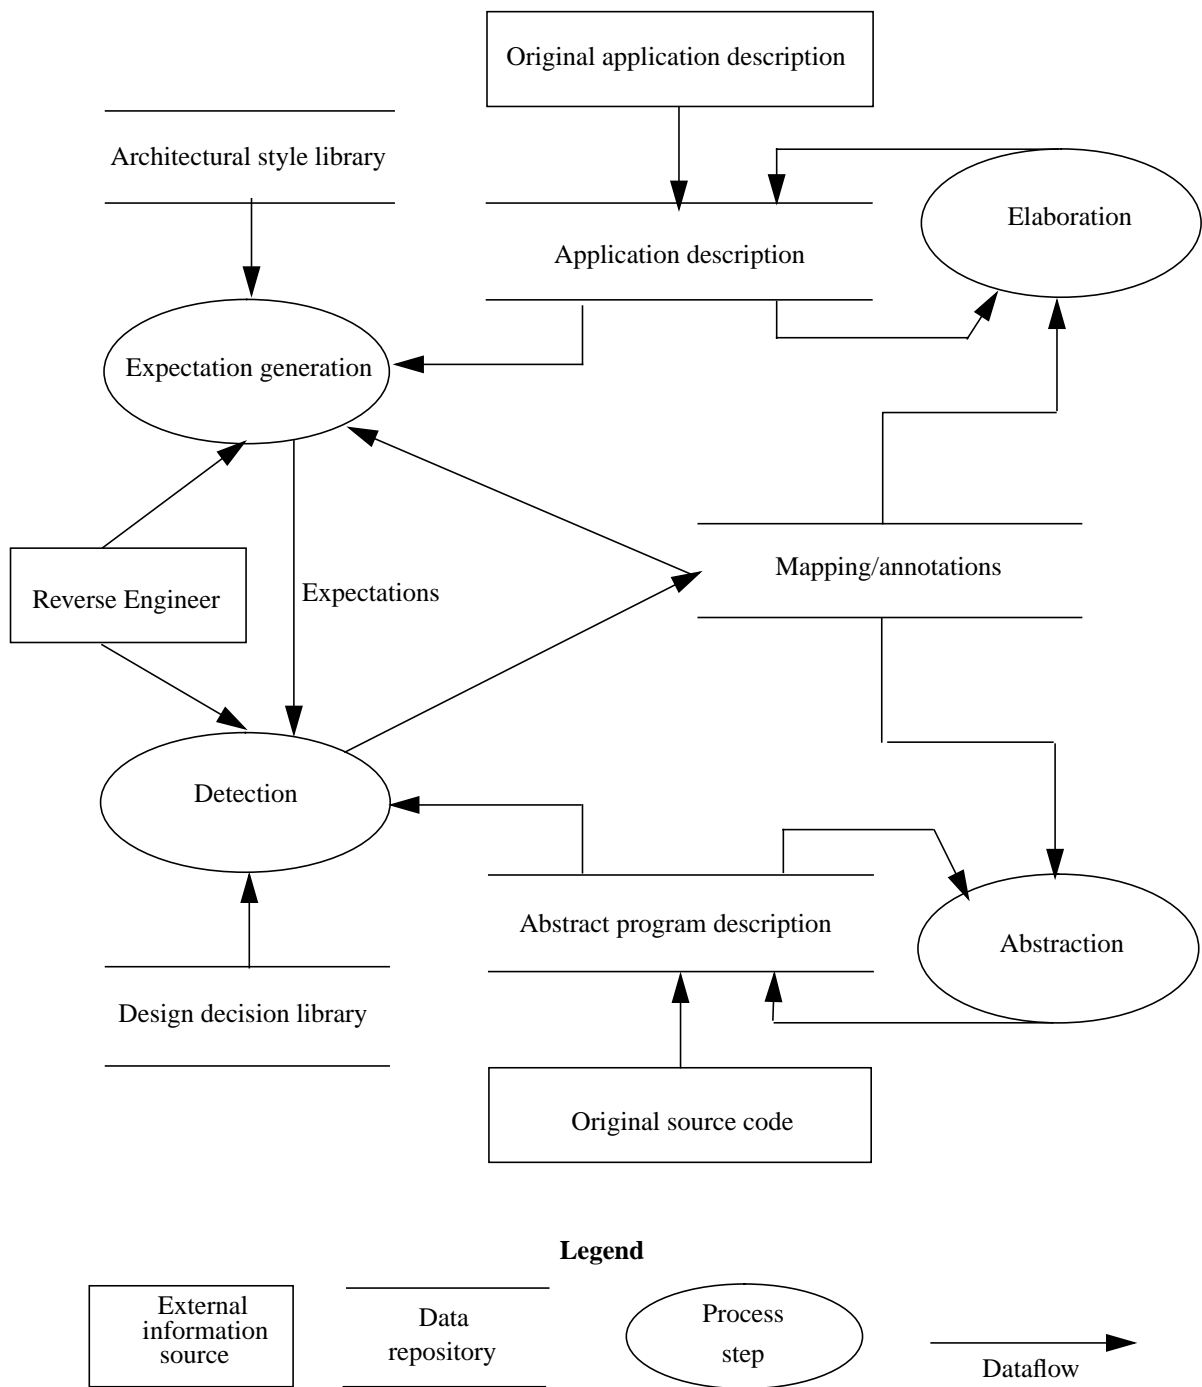 Original application description
Architectural style library
Elaboration
Application description
Expectation generation
Mapping/annotations
Reverse Engineer
Expectations
Detection
Abstract program description
Abstraction
Design decision library
Original source code
Legend
External
information
source
Data
repository
Process
step
Dataflow